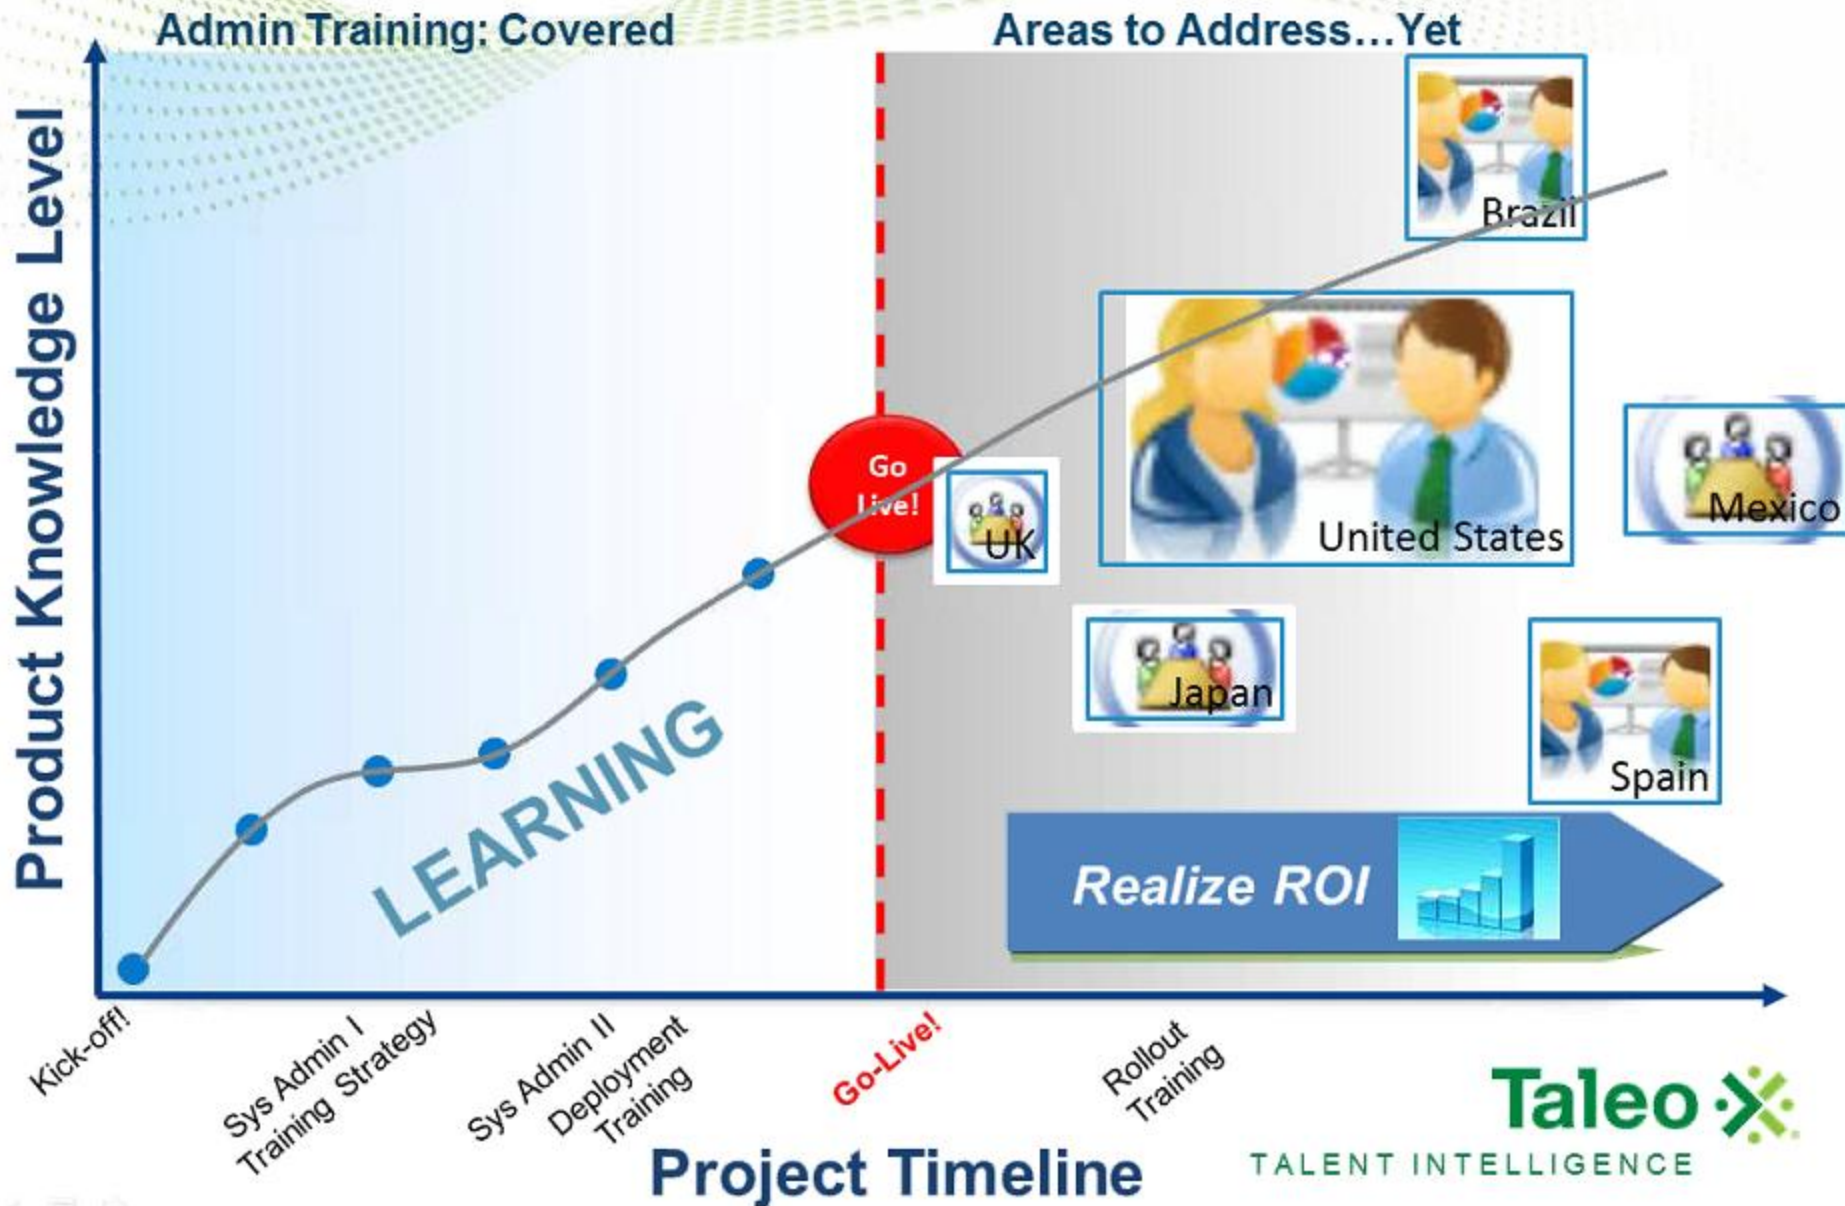 Admin Training: Covered
Areas to Address...Yet
Product Knowledge Level
Brazil
Go
Live!
UK
United States
Mexico
Japan
Spain
LEARNING
Realize ROI
Kick-off!
Sys Admin I
Training Strategy
Sys Admin II
Deployment
Training
Go-Live!
Rollout
Training
Project Timeline
Taleo
TALENT INTELLIGENCE